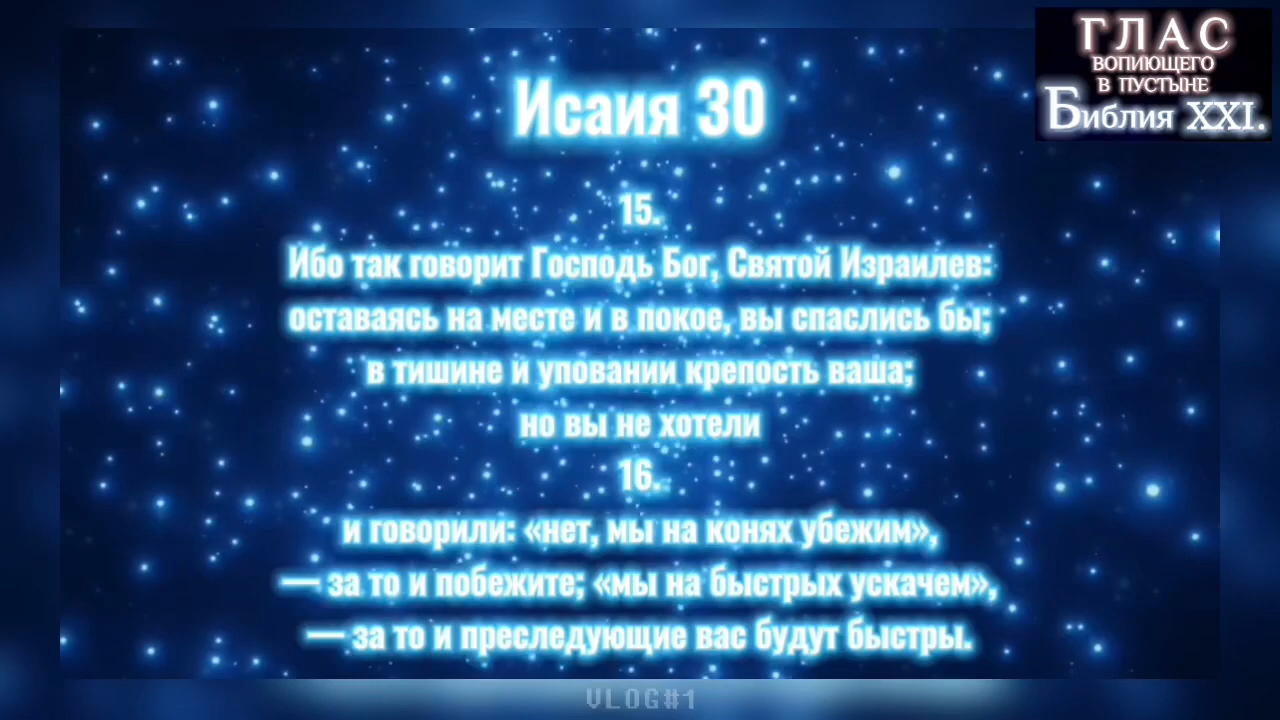 ГЛАС
ВОПИЮЩЕГО
В ПУСТЫНЕ
Библия XXI.
Исаия 30
15.
Ибо так говорит Господь Бог, Святой Израилев:
оставаясь на месте и в покое, вы спаслись бы;
в тишине и уповании крепость ваша;
но вы не хотели
16.
и говорили: «нет, мы на конях убежим»,
— за то и побежите; «мы на быстрых ускачем»,
— за то и преследующие вас будут быстры.
VLOG#1